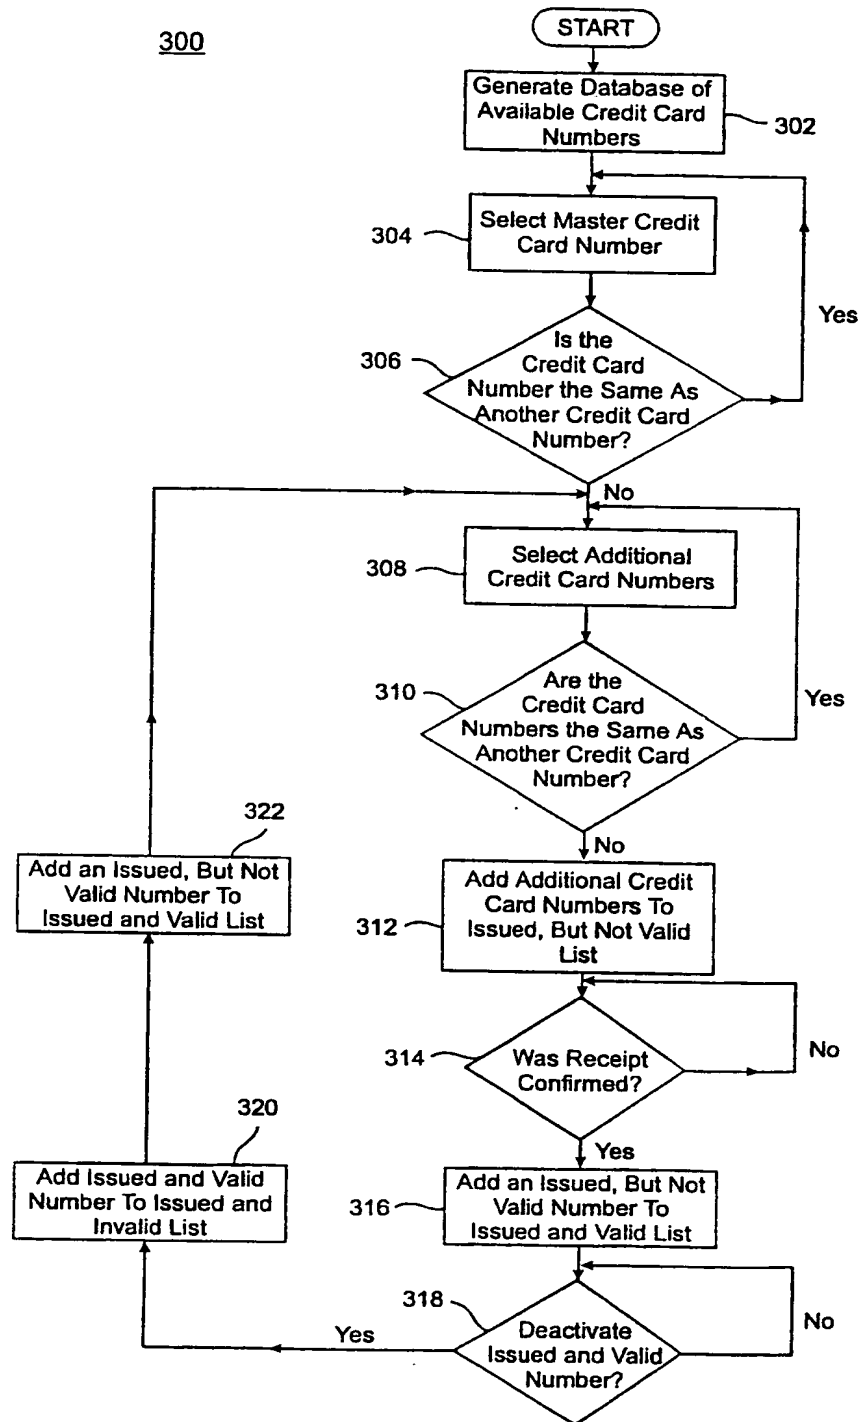 300
START
Generate Database of
Available Credit Card
Numbers
302
304
Select Master Credit
Card Number
Yes
306
Is the
Credit Card
Number the Same As
Another Credit Card
Number?
No
308
Select Additional
Credit Card Numbers
310
Are the
Credit Card
Numbers the Same As
Another Credit Card
Number?
Yes
No
322
Add an Issued, But Not
Valid Number To
Issued and Valid List
312
Add Additional Credit
Card Numbers To
Issued, But Not Valid
List
314
Was Receipt
Confirmed?
No
Yes
320
Add Issued and Valid
Number To Issued and
Invalid List
316
Add an Issued, But Not
Valid Number To
Issued and Valid List
318
Deactivate
Issued and Valid
Number?
No
Yes